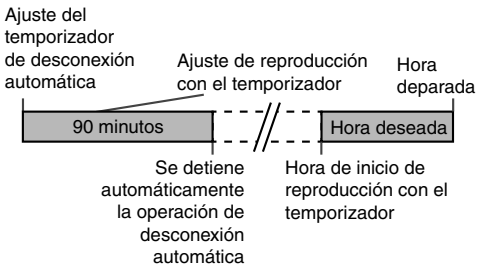 Ajuste del
temporizador
de desconexión
automática
Ajuste de reproducción
con el temporizador
Hora
deparada
90 minutos
Hora deseada
Se detiene
automáticamente
la operación de
desconexión
automática
Hora de inicio de
reproducción con el
temporizador